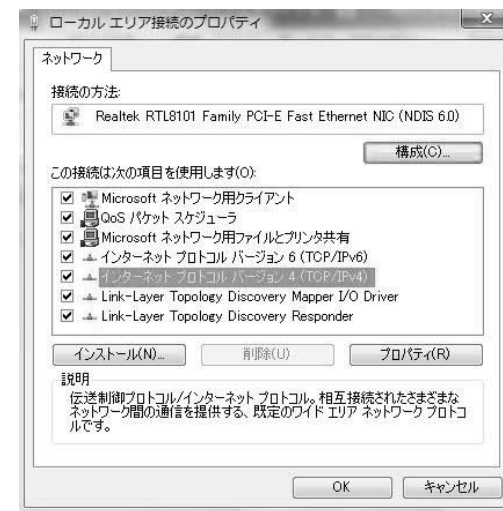 ローカル エリア接続のプロパティ
ネットワーク
接続の方法:
Realtek RTL8101 Family PCI-E Fast Ethernet NIC (NDIS 6.0)
構成(C)...
この接続は次の項目を使用します(O):
Microsoft ネットワーク用クライアント
QoS パケット スケジューラ
Microsoft ネットワーク用ファイルとプリンタ共有
インターネット プロトコル バージョン 6 (TCP/IPv6)
インターネット プロトコル バージョン 4 (TCP/IPv4)
Link-Layer Topology Discovery Mapper I/O Driver
Link-Layer Topology Discovery Responder
インストール(N)...
削除(U)
プロパティ(R)
説明
伝送制御プロトコル/インターネット プロトコル。相互接続されたさまざまな
ネットワーク間の通信を提供する、既定のワイド エリア ネットワーク プロトコ
ルです。
OK
キャンセル